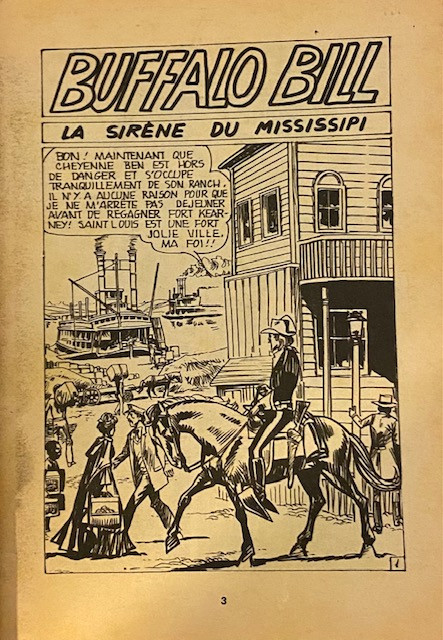 BUFFALO BILL
LA SIRÈNE DU MISSISSIPI
BON! MAINTENANT QUE
CHEYENNE BEN EST HORS
DE DANGER ET S'OCCUPE
TRANQUILLEMENT DE SON RANCH,
IL N'Y A AUCUNE RAISON POUR QUE
JE NE M'ARRETE PAS DÉJEUNER
AVANT DE REGAGNER FORT KEAR-
NEY! SAINT LOUIS EST UNE FORT
JOLIE VILLE,
MA FOI!!
1
3